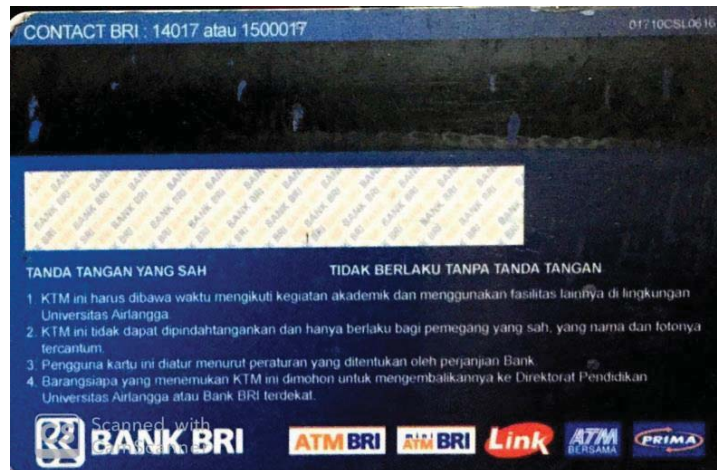 CONTACT BRI : 14017 atau 1500017
01710CSL0616
TANDA TANGAN YANG SAH
TIDAK BERLAKU TANPA TANDA TANGAN
1. KTM ini harus dibawa waktu mengikuti kegiatan akademik dan menggunakan fasilitas lainnya di lingkungan
Universitas Airlangga.
2. KTM ini tidak dapat dipindahtangankan dan hanya berlaku bagi pemegang yang sah, yang nama dan fotonya
tercantum.
3. Pengguna kartu ini diatur menurut peraturan yang ditentukan oleh perjanjian Bank.
4. Barangsiapa yang menemukan KTM ini dimohon untuk mengembalikannya ke Direktorat Pendidikan
Universitas Airlangga atau Bank BRI terdekat.
Scanned with
CamScanner
BANK BRI
ATM BRI
mini ATM BRI
Link
ATM
BERSAMA
PRIMA